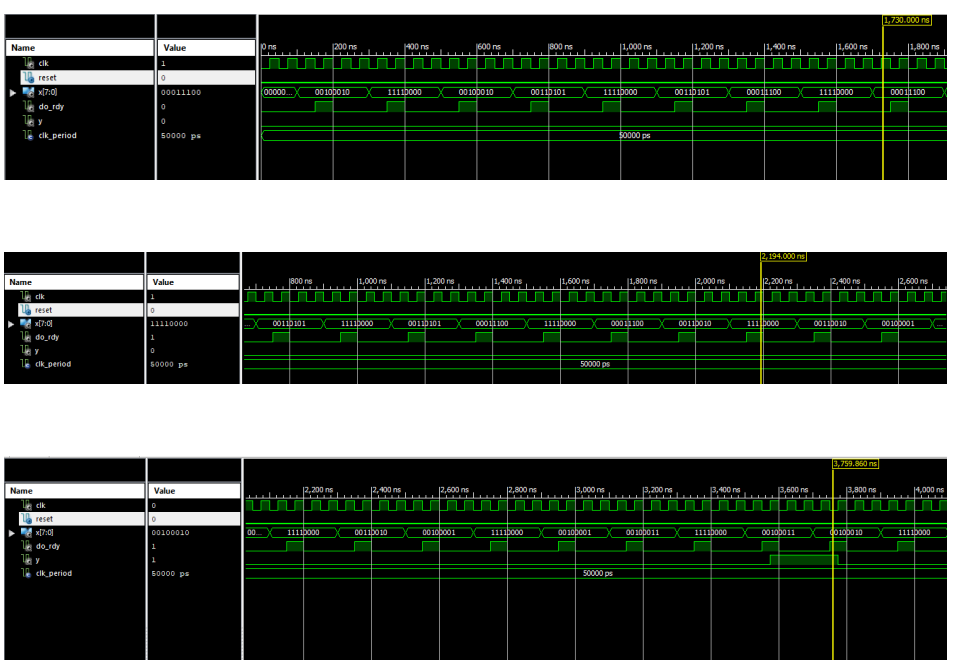 1,730.000 ns
Name Value 0 ns 200 ns 400 ns 600 ns 800 ns 1,000 ns 1,200 ns 1,400 ns 1,600 ns 1,800 ns
clk 1
reset 0
x[7:0] 00011100 00000... 00100010 11110000 00100010 00110101 11110000 00110101 00011100 11110000 00011100
do_rdy 0
y 0
clk_period 50000 ps 50000 ps
2,194.000 ns
Name Value 800 ns 1,000 ns 1,200 ns 1,400 ns 1,600 ns 1,800 ns 2,000 ns 2,200 ns 2,400 ns 2,600 ns
clk 1
reset 0
x[7:0] 11110000 ... 00110101 11110000 00110101 00011100 11110000 00011100 00110010 11110000 00110010 00100001 ...
do_rdy 1
y 0
clk_period 50000 ps 50000 ps
3,759.860 ns
Name Value 2,200 ns 2,400 ns 2,600 ns 2,800 ns 3,000 ns 3,200 ns 3,400 ns 3,600 ns 3,800 ns 4,000 ns
clk 0
reset 0
x[7:0] 00100010 00... 11110000 00110010 00100001 11110000 00100001 00100011 11110000 00100011 00100010 11110000
do_rdy 1
y 1
clk_period 50000 ps 50000 ps